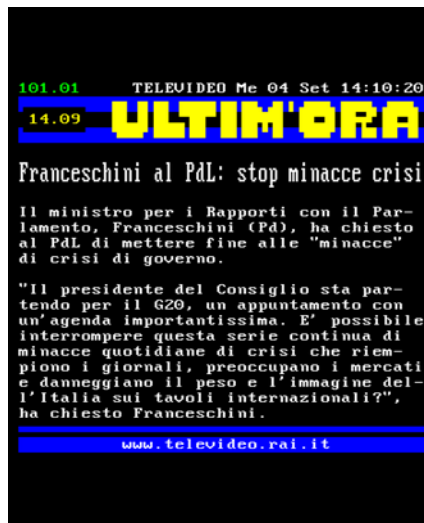 101.01 TELEVIDEO Me 04 Set 14:10:20
14.09 ULTIM'ORA
Franceschini al PdL: stop minacce crisi
Il ministro per i Rapporti con il Par-
lamento, Franceschini (Pd), ha chiesto
al PdL di mettere fine alle "minacce"
di crisi di governo.
"Il presidente del Consiglio sta par-
tendo per il G20, un appuntamento con
un'agenda importantissima. E' possibile
interrompere questa serie continua di
minacce quotidiane di crisi che riem-
piono i giornali, preoccupano i mercati
e danneggiano il peso e l'immagine del-
l'Italia sui tavoli internazionali?",
ha chiesto Franceschini.
www.televideo.rai.it